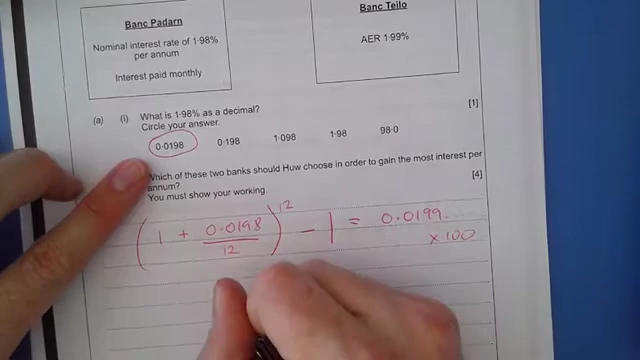 Banc Padarn
Nominal interest rate of 1·98%
per annum
Interest paid monthly
Banc Teilo
AER 1·99%
(a) (i) What is 1·98% as a decimal?
Circle your answer.
[1]
0·0198 0·198 1·098 1·98 98·0
Which of these two banks should Huw choose in order to gain the most interest per
annum?
You must show your working.
[4]
(1 + 0.0198/12)^12 - 1 = 0.0199.
×100